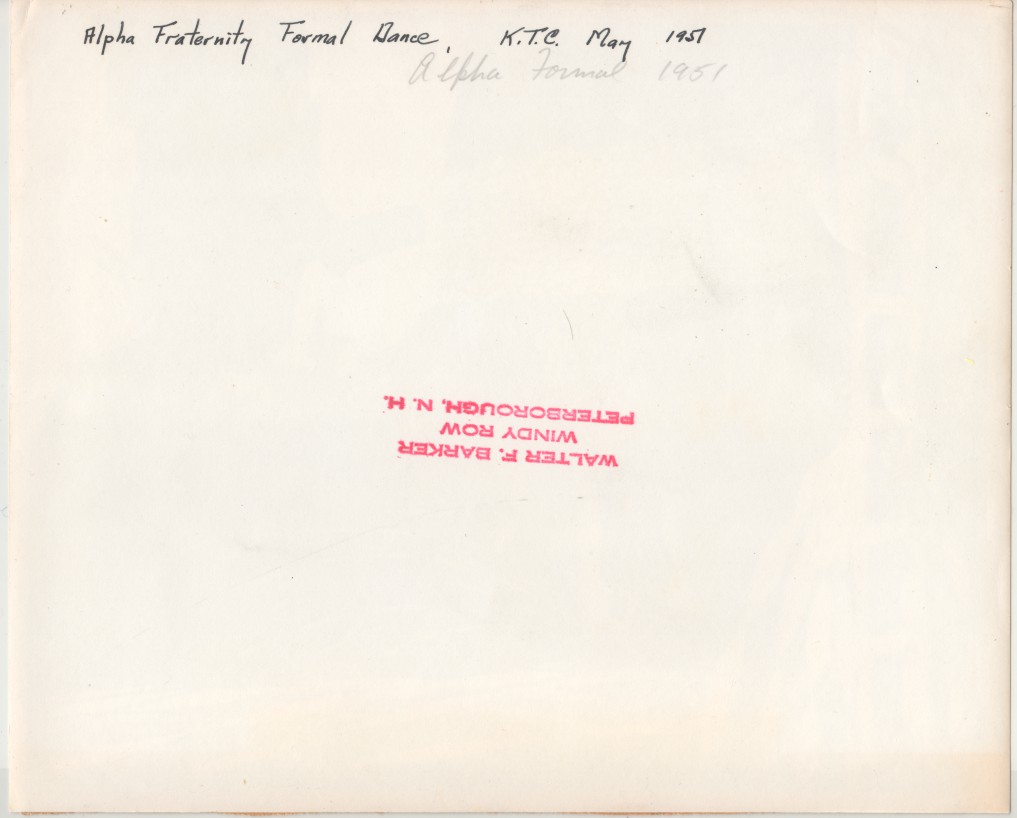 Alpha Fraternity Formal Dance, K.T.C. May 1951
Alpha Formal 1951
WALTER F. BARKER
WINDY ROW
PETERBOROUGH, N. H.